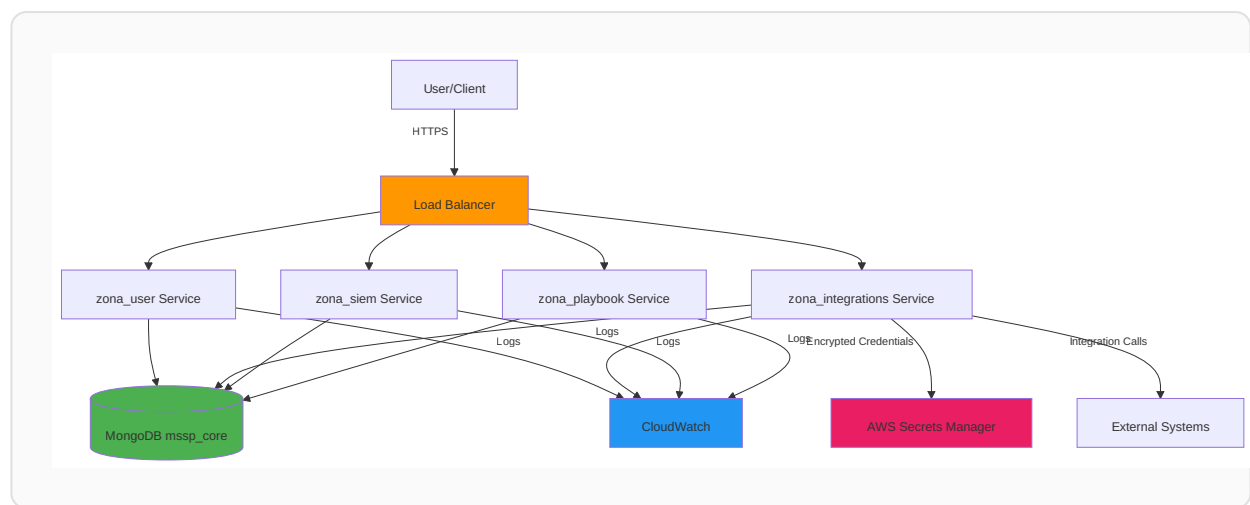 User/Client
HTTPS
Load Balancer
zona_user Service
zona_siem Service
zona_playbook Service
zona_integrations Service
Logs
Logs
Logs
Logs
Encrypted Credentials
Integration Calls
MongoDB mssp_core
CloudWatch
AWS Secrets Manager
External Systems